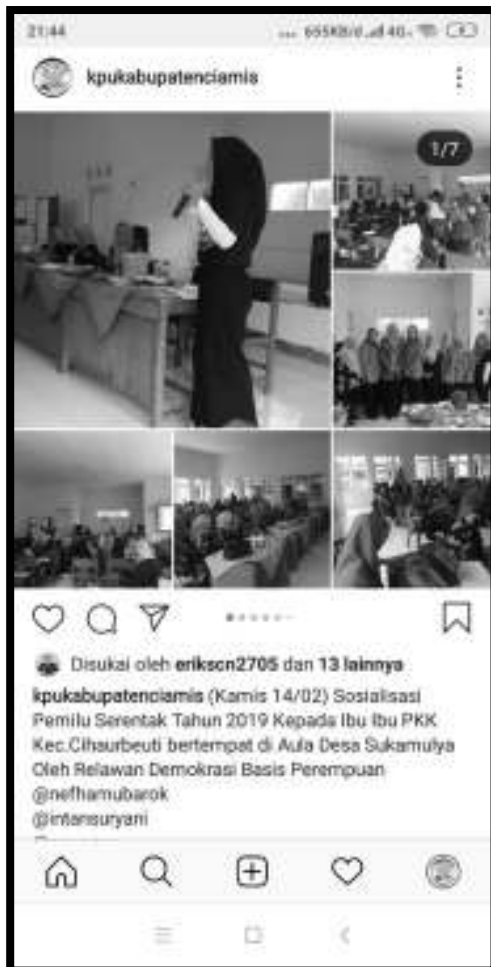 21:44
... 655KB/d 4G
kpukabupatenciamis
1/7
Disukai oleh erikscn2705 dan 13 lainnya
kpukabupatenciamis (Kamis 14/02) Sosialisasi
Pemilu Serentak Tahun 2019 Kepada Ibu Ibu PKK
Kec.Cihaurbeuti bertempat di Aula Desa Sukamulya
Oleh Relawan Demokrasi Basis Perempuan
@nefhamubarok
@intansuryani